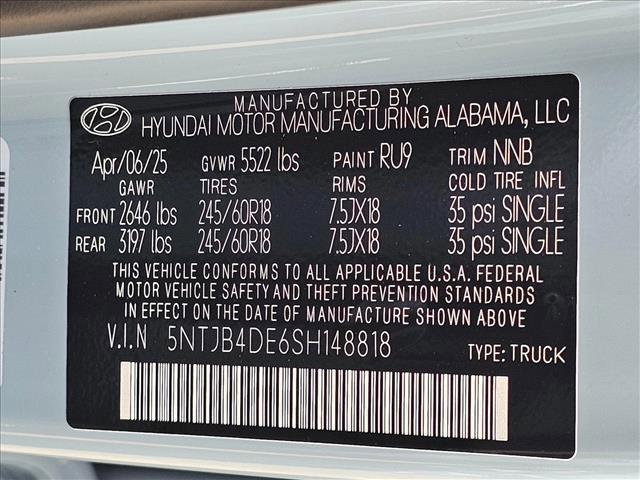 MANUFACTURED BY
HYUNDAI MOTOR MANUFACTURING ALABAMA, LLC
Apr/06/25 GVWR 5522 lbs PAINT RU9 TRIM NNB
GAWR TIRES RIMS COLD TIRE INFL
FRONT 2646 lbs 245/60R18 7.5JX18 35 psi SINGLE
REAR 3197 lbs 245/60R18 7.5JX18 35 psi SINGLE
THIS VEHICLE CONFORMS TO ALL APPLICABLE U.S.A. FEDERAL
MOTOR VEHICLE SAFETY AND THEFT PREVENTION STANDARDS
IN EFFECT ON THE DATE OF MANUFACTURE SHOWN ABOVE
V.I.N 5NTJB4DE6SH148818 TYPE: TRUCK